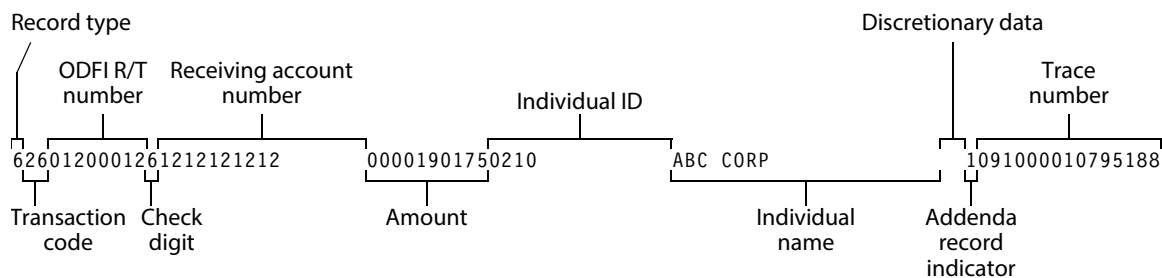 Record type
Discretionary data
ODFI R/T number
Receiving account number
Individual ID
Trace number
6260120001261212121212 00001901750210 ABC CORP 1091000010795188
Transaction code
Check digit
Amount
Individual name
Addenda record indicator